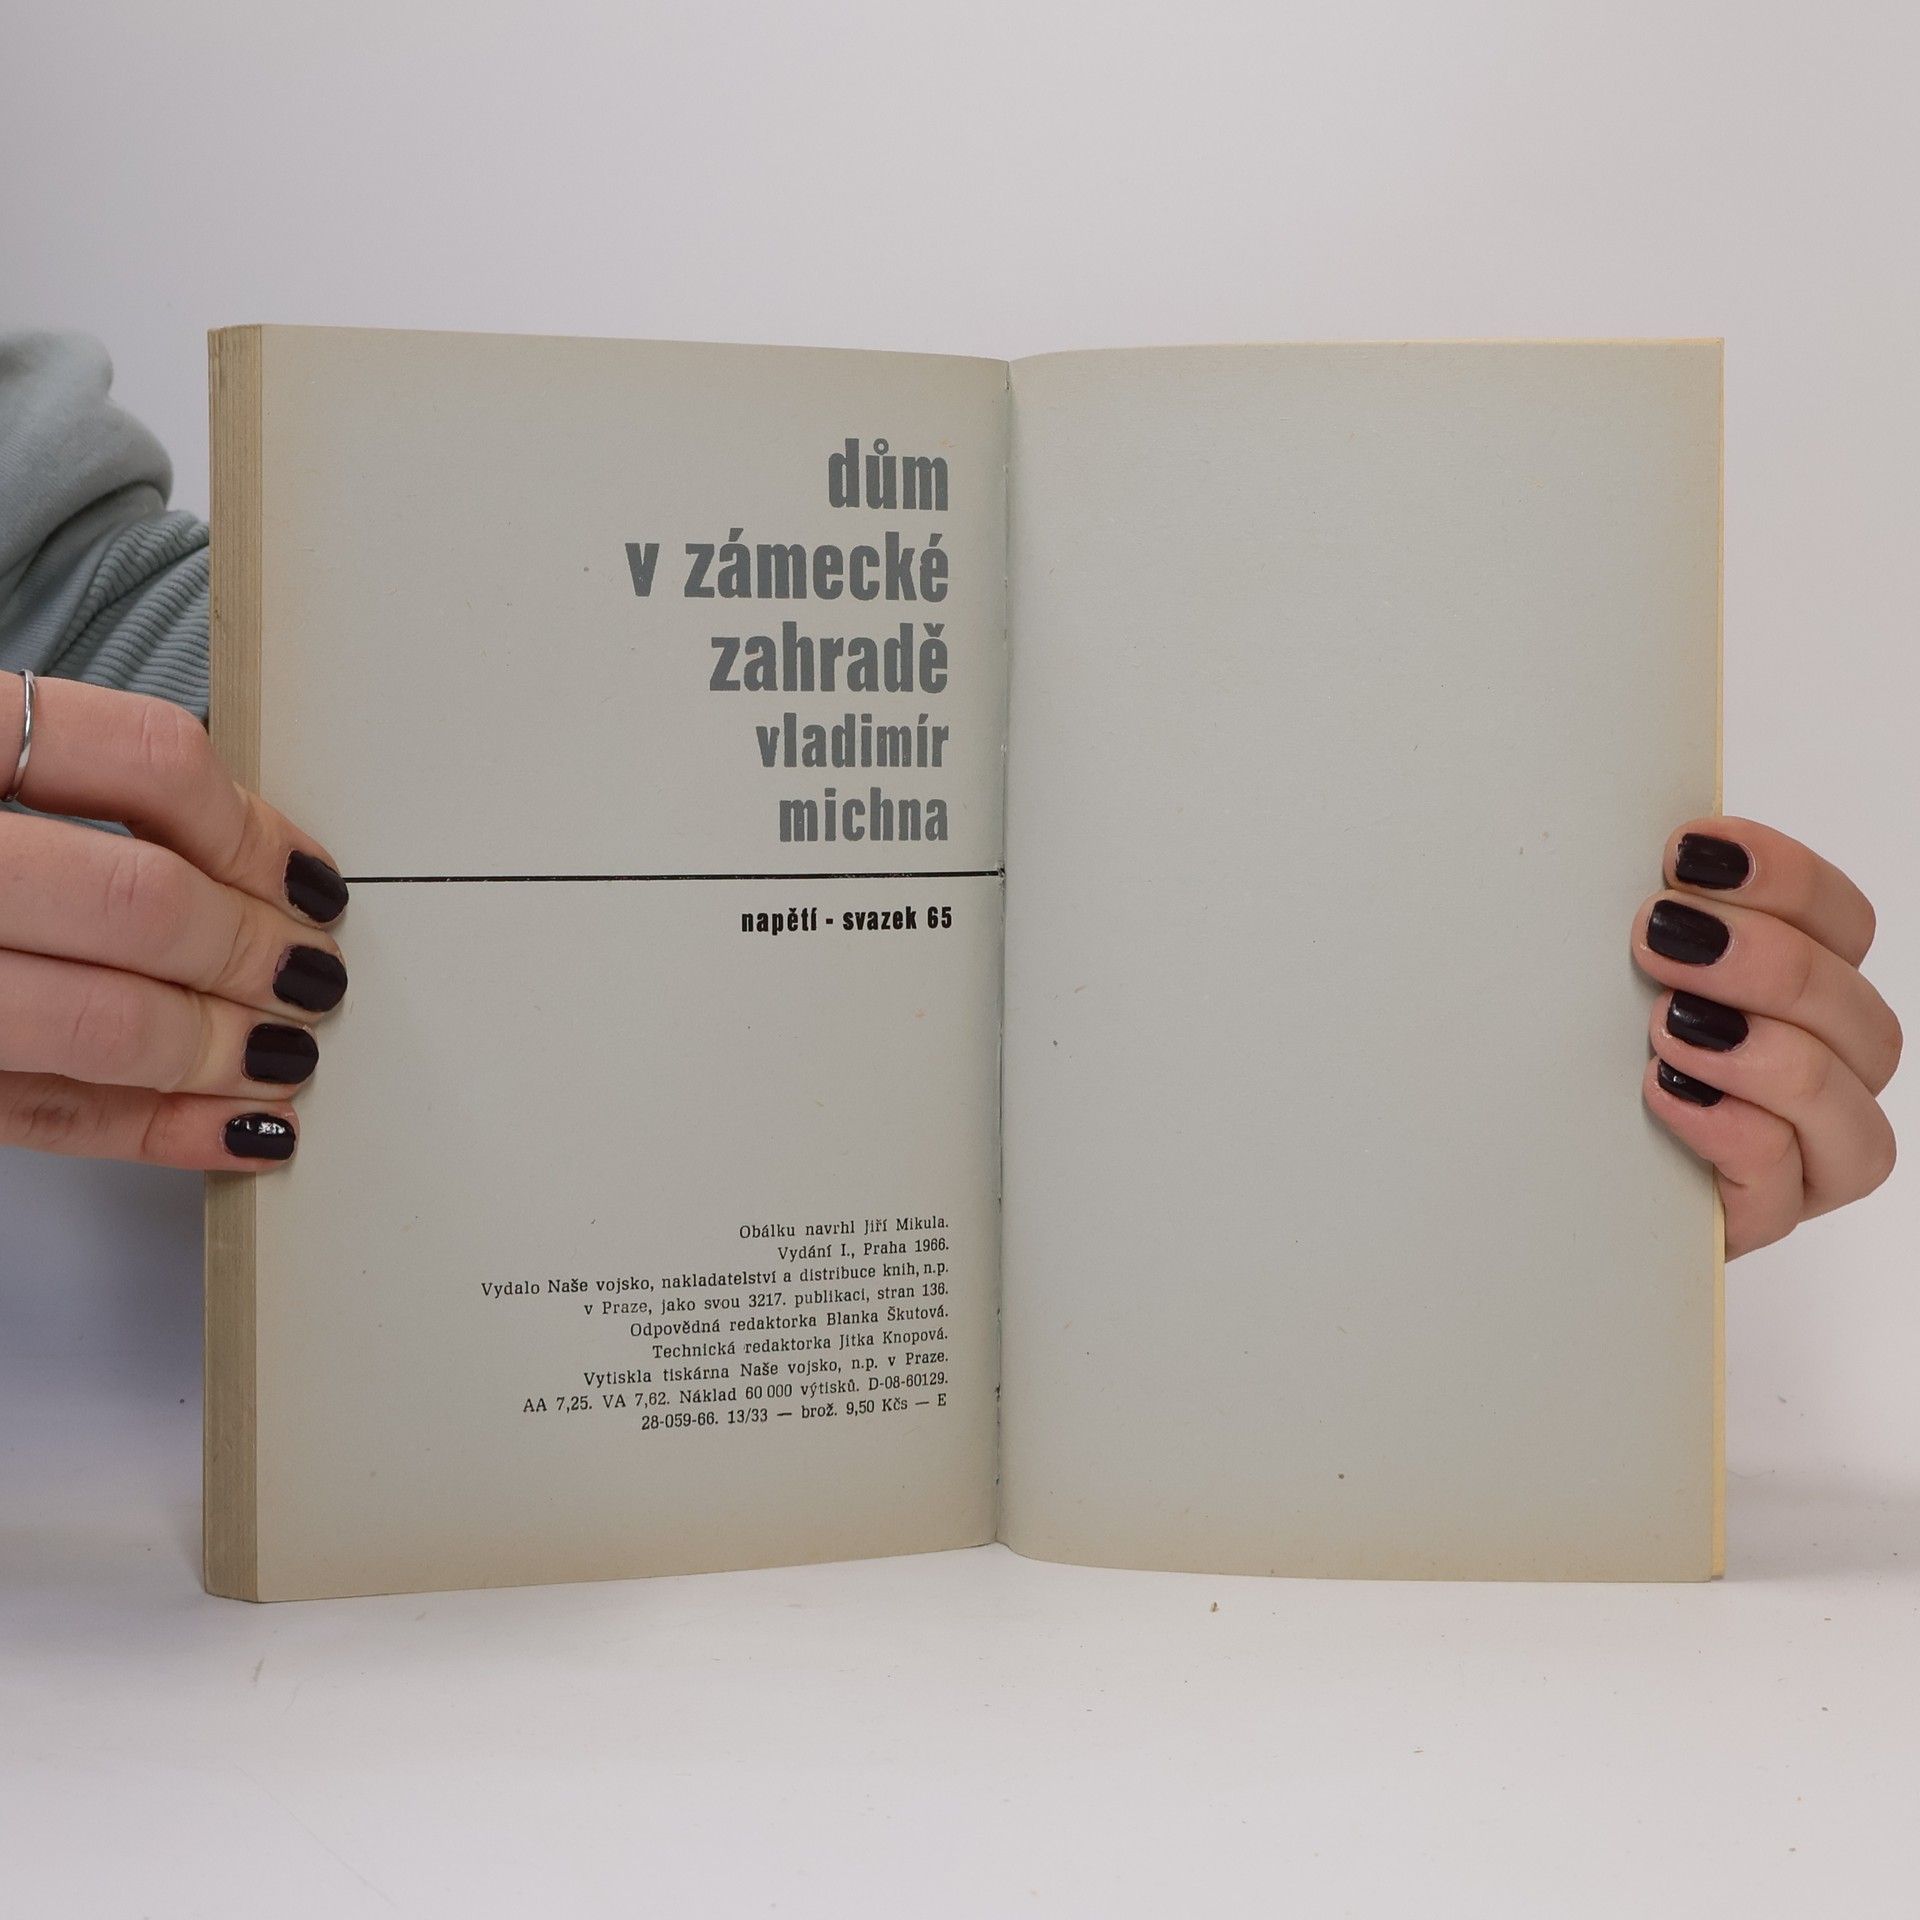 dům
v zámecké
zahradě
vladimír
michna
napětí - svazek 65
Obálku navrhl Jiří Mikula.
Vydání I., Praha 1966.
Vydalo Naše vojsko, nakladatelství a distribuce knih, n.p.
v Praze, jako svou 3217. publikaci, stran 136.
Odpovědná redaktorka Blanka Škutová.
Technická redaktorka Jitka Knopová.
Vytiskla tiskárna Naše vojsko, n.p. v Praze.
AA 7,25. VA 7,62. Náklad 60 000 výtisků. D-08-60129.
28-059-66. 13/33 — brož. 9,50 Kčs — E